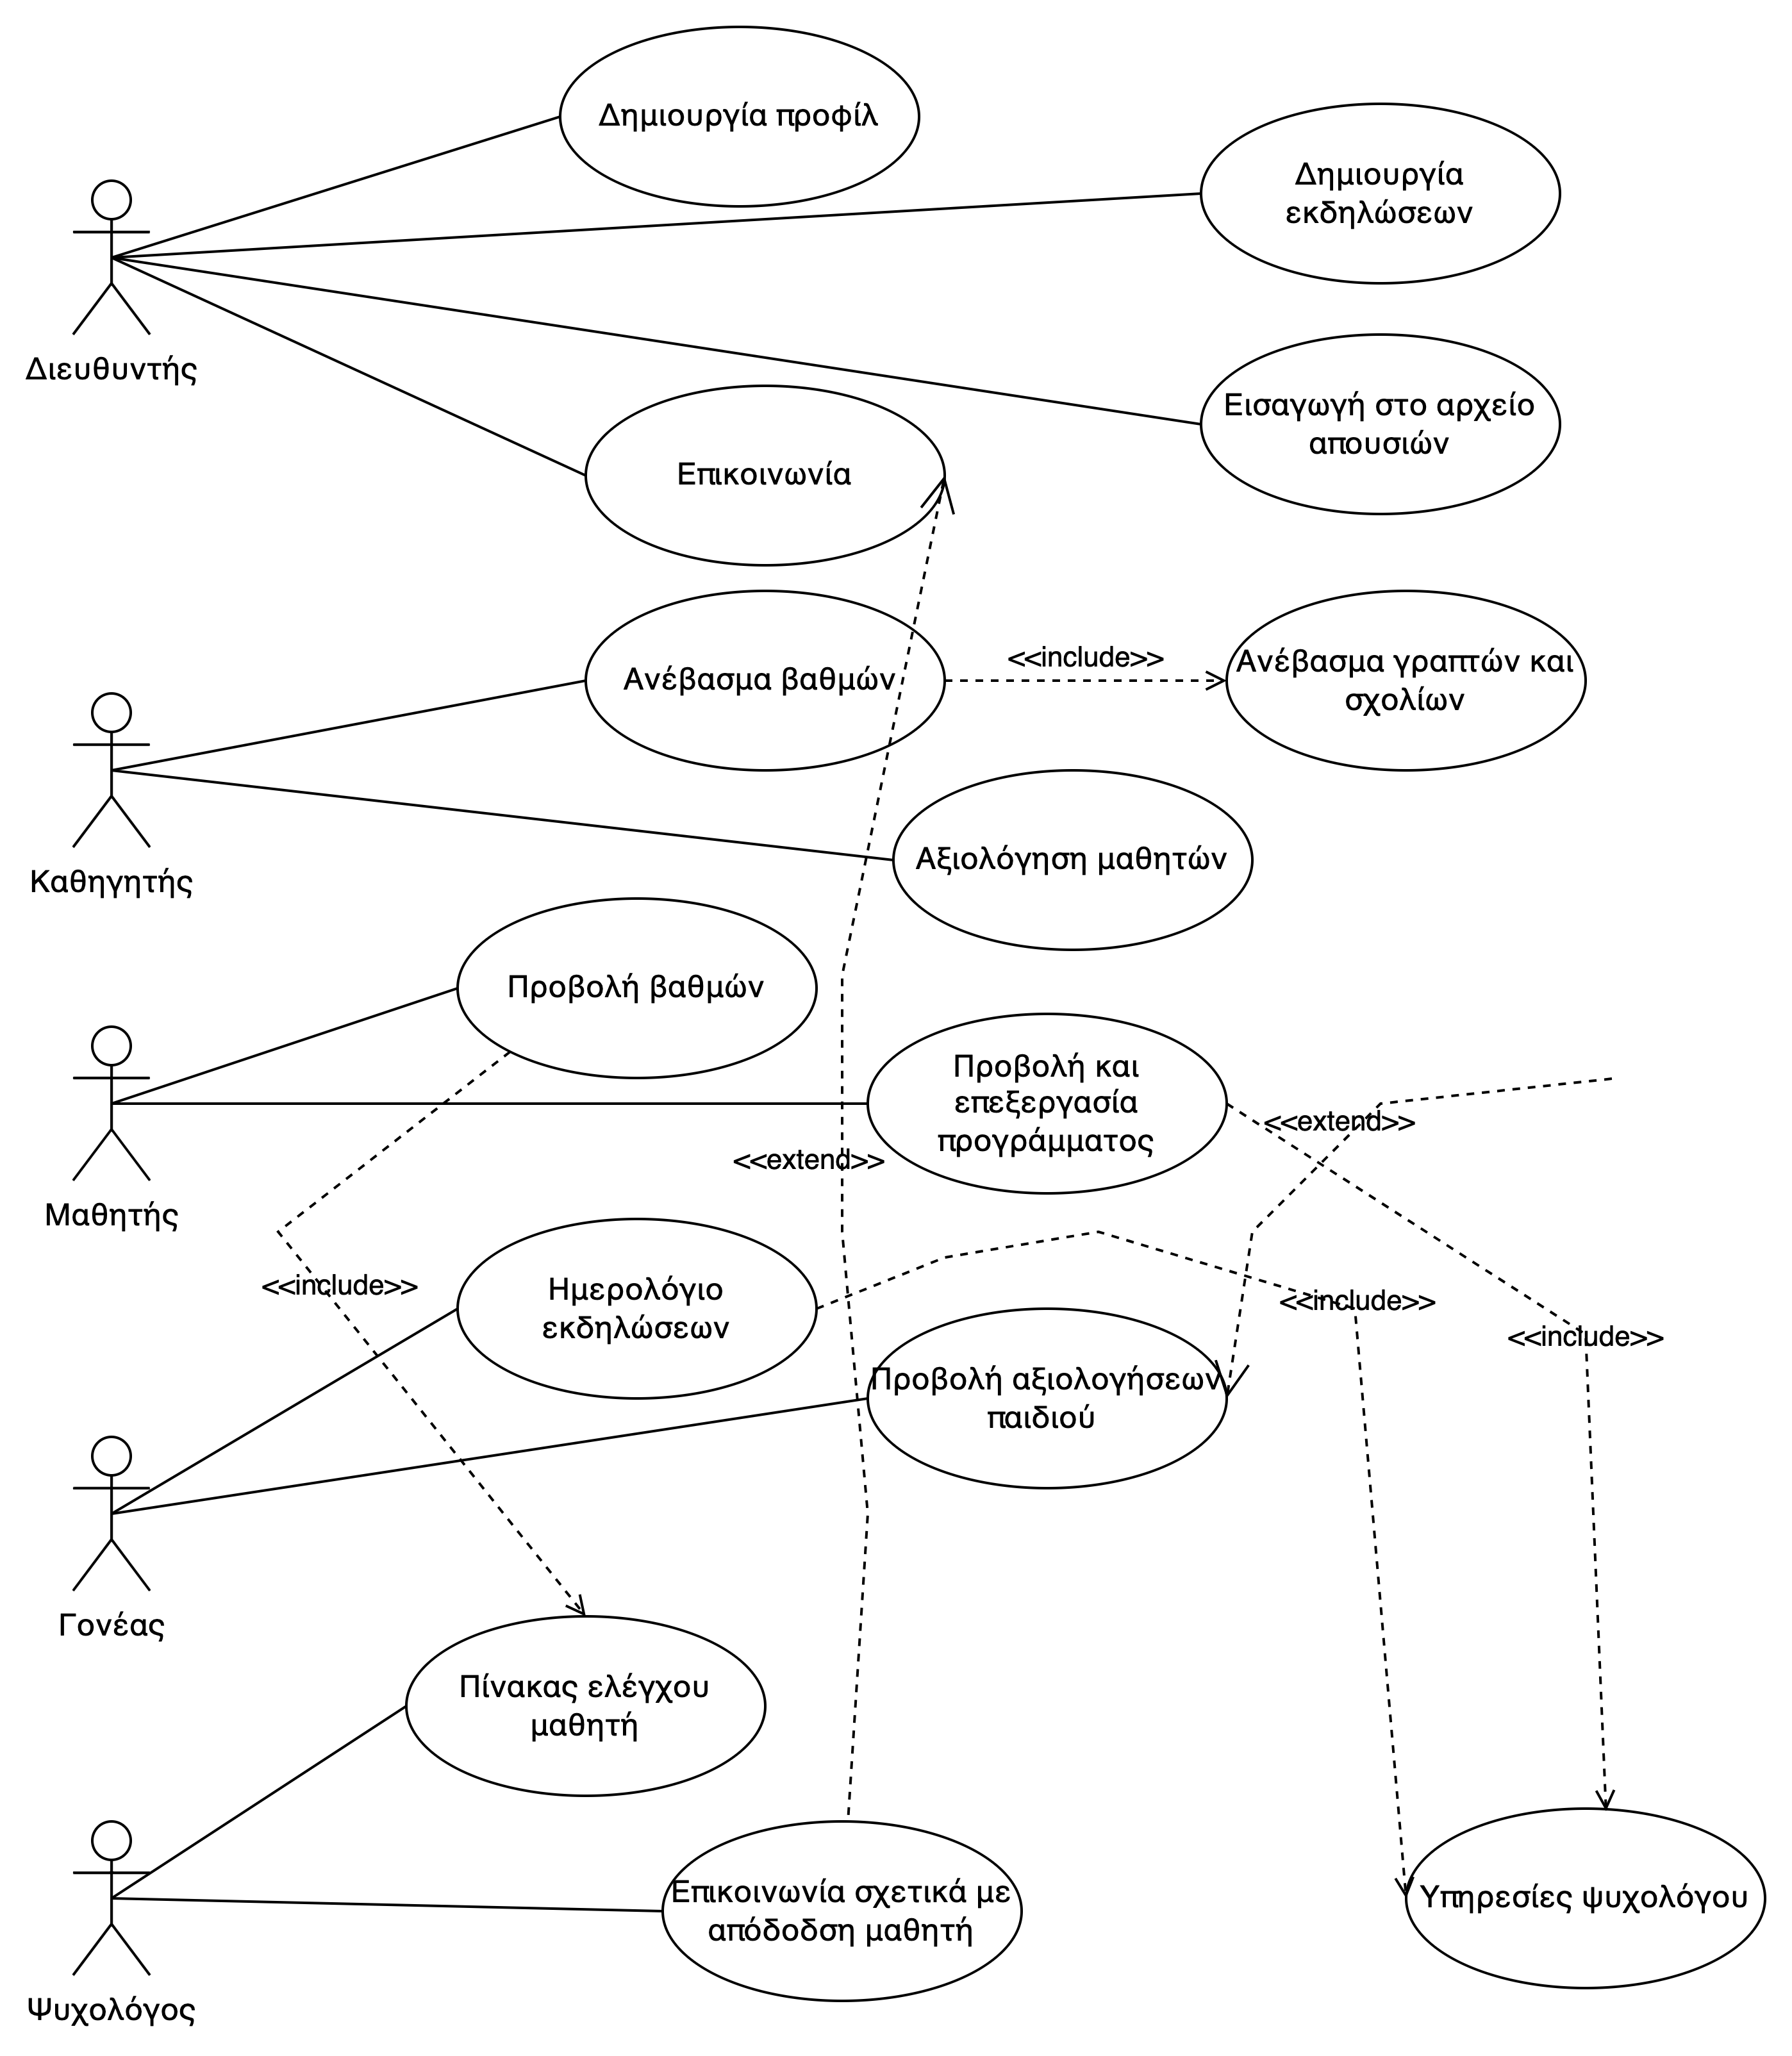 Δημιουργία προφίλ
Δημιουργία
εκδηλώσεων
Διευθυντής
Εισαγωγή στο αρχείο
απουσιών
Επικοινωνία
Ανέβασμα βαθμών
<<include>>
Ανέβασμα γραπτών και
σχολίων
Καθηγητής
Αξιολόγηση μαθητών
Προβολή βαθμών
Προβολή και
επεξεργασία
προγράμματος
<<extend>>
<<extend>>
Μαθητής
<<include>>
Ημερολόγιο
εκδηλώσεων
<<include>>
<<include>>
Προβολή αξιολογήσεων
παιδιού
Γονέας
Πίνακας ελέγχου
μαθητή
Επικοινωνία σχετικά με
απόδοδση μαθητή
Υπηρεσίες ψυχολόγου
Ψυχολόγος